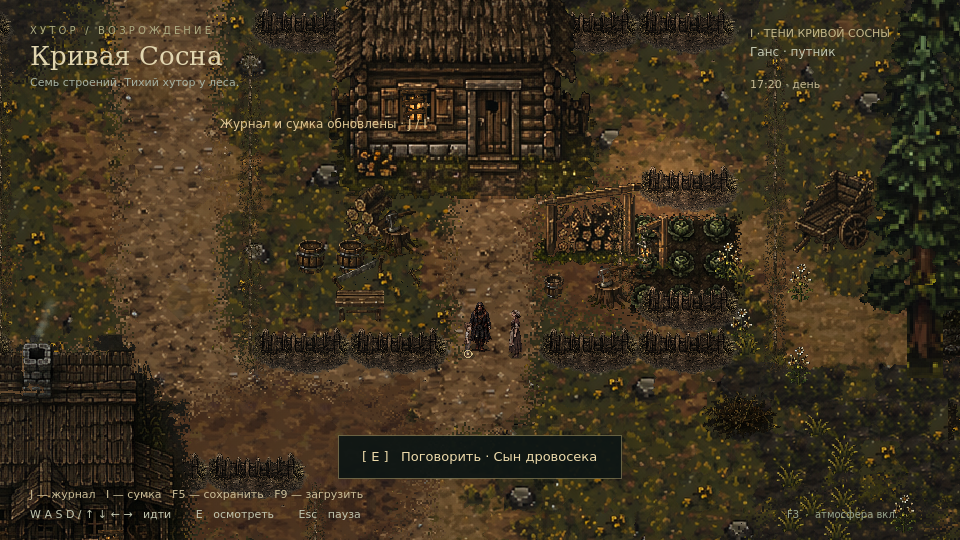 ХУТОР / ВОЗРОЖДЕНИЕ
Кривая Сосна
Семь строений. Тихий хутор у леса.
I · ТЕНИ КРИВОЙ СОСНЫ
Ганс · путник
17:20 · день
Журнал и сумка обновлены · J /
[ E ] Поговорить · Сын дровосека
J — журнал I — сумка F5 — сохранить F9 — загрузить
W A S D / ↑ ↓ ← → идти E осмотреть Esc пауза
F3 · атмосфера вкл.